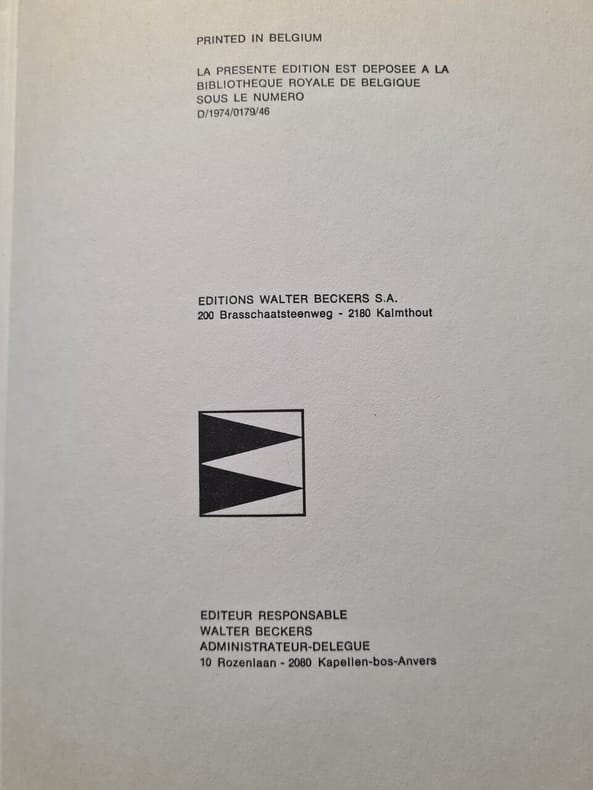 PRINTED IN BELGIUM
LA PRESENTE EDITION EST DEPOSEE A LA
BIBLIOTHEQUE ROYALE DE BELGIQUE
SOUS LE NUMERO
D/1974/0179/46
EDITIONS WALTER BECKERS S.A.
200 Brasschaatsteenweg - 2180 Kalmthout
EDITEUR RESPONSABLE
WALTER BECKERS
ADMINISTRATEUR-DELEGUE
10 Rozenlaan - 2080 Kapellen-bos-Anvers